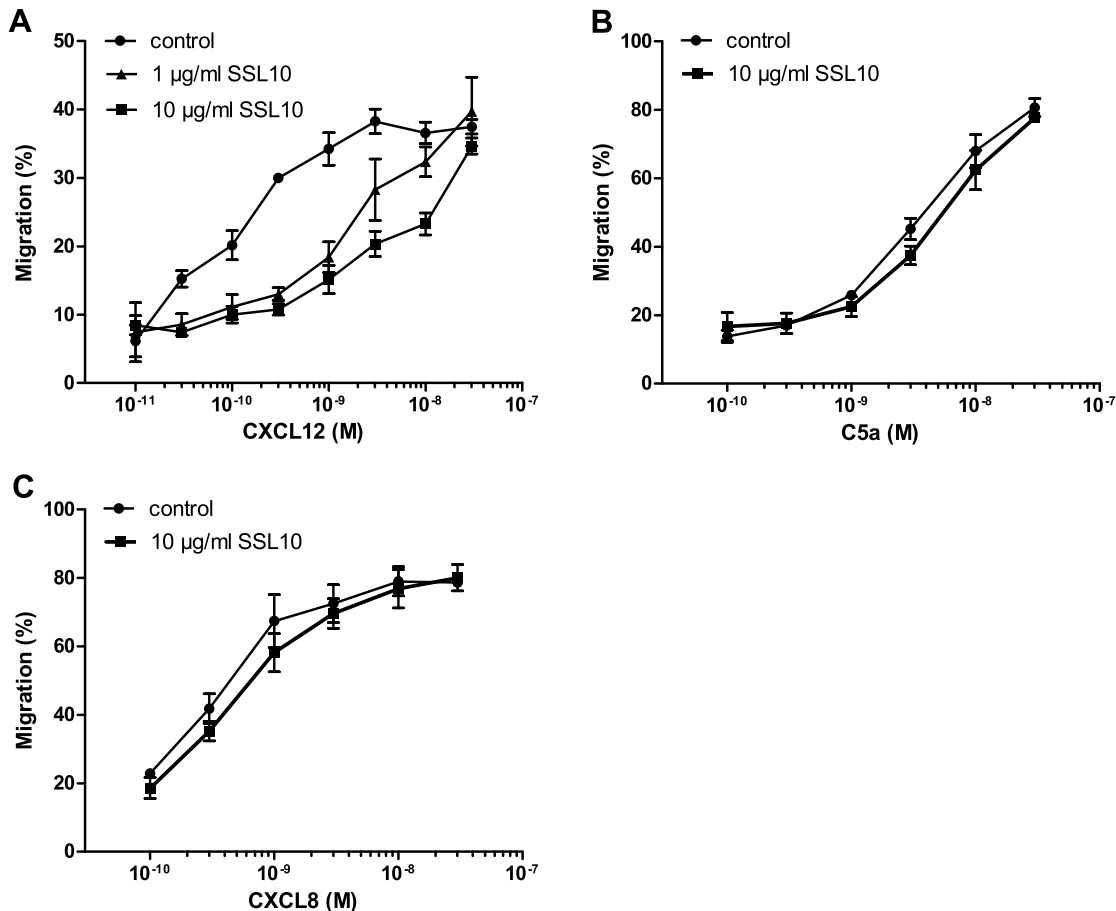 A
control
1 µg/ml SSL10
10 µg/ml SSL10
Migration (%)
50
40
30
20
10
0
10-11
10-10
10-9
10-8
10-7
CXCL12 (M)
B
control
10 µg/ml SSL10
Migration (%)
100
80
60
40
20
0
10-10
10-9
10-8
10-7
C5a (M)
C
control
10 µg/ml SSL10
Migration (%)
100
80
60
40
20
0
10-10
10-9
10-8
10-7
CXCL8 (M)